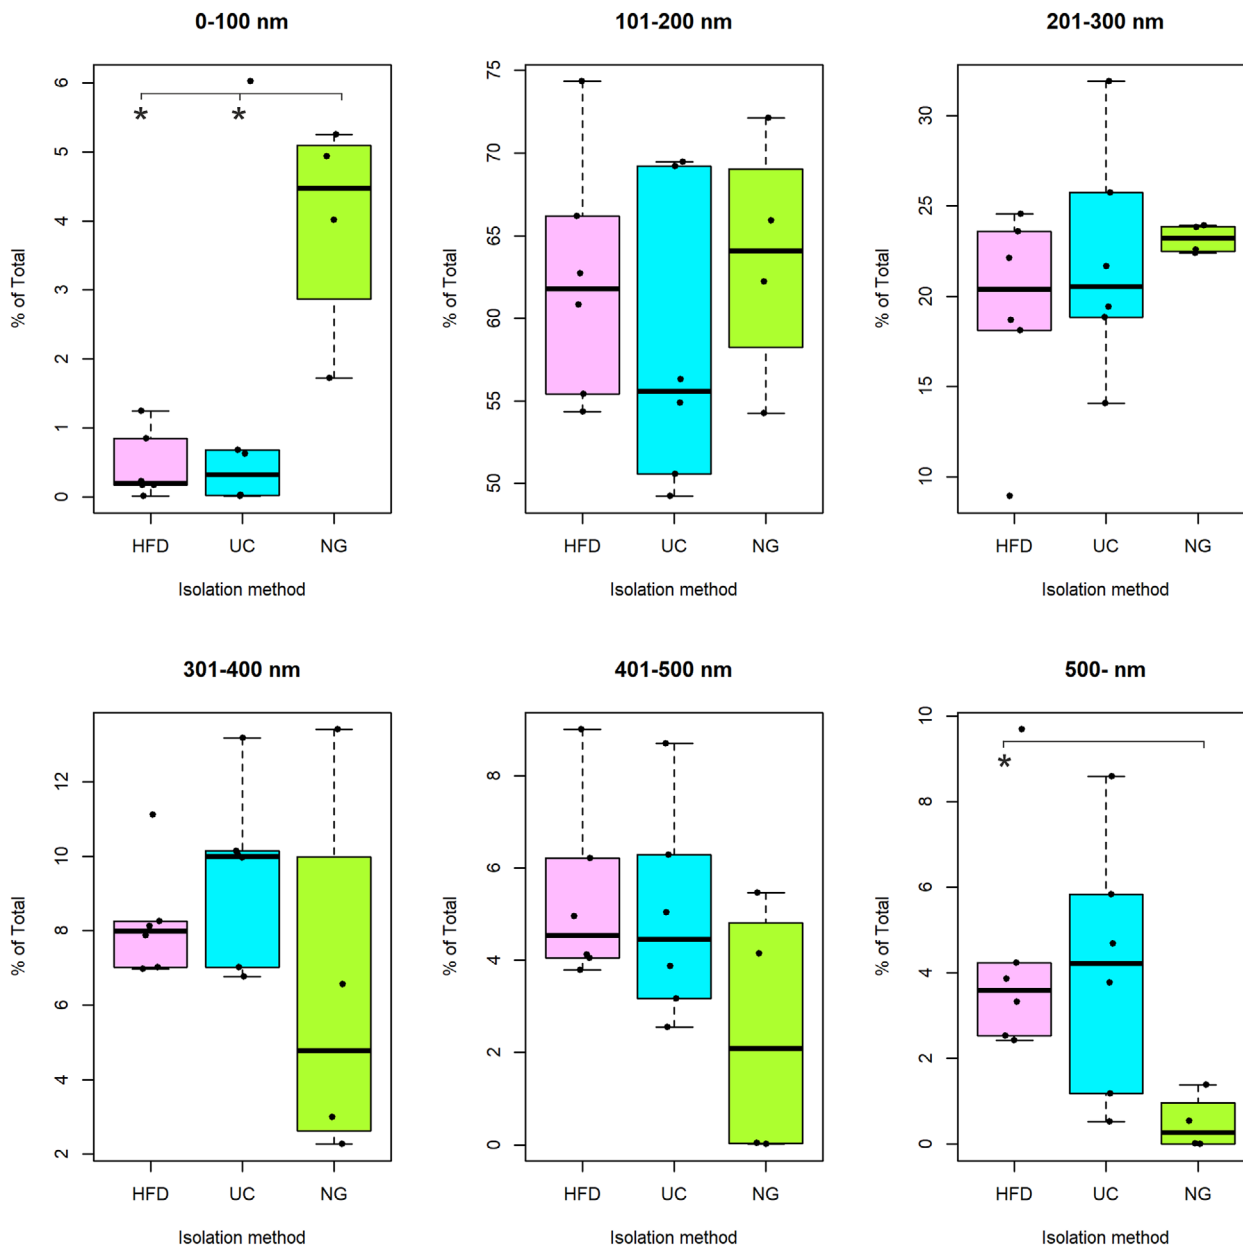 0-100 nm
% of Total
6
5
4
3
2
1
0
* *
HFD UC NG
Isolation method
101-200 nm
% of Total
75
70
65
60
55
50
HFD UC NG
Isolation method
201-300 nm
% of Total
30
25
20
15
10
HFD UC NG
Isolation method
301-400 nm
% of Total
12
10
8
6
4
2
HFD UC NG
Isolation method
401-500 nm
% of Total
8
6
4
2
0
HFD UC NG
Isolation method
500- nm
% of Total
10
8
6
4
2
0
*
HFD UC NG
Isolation method